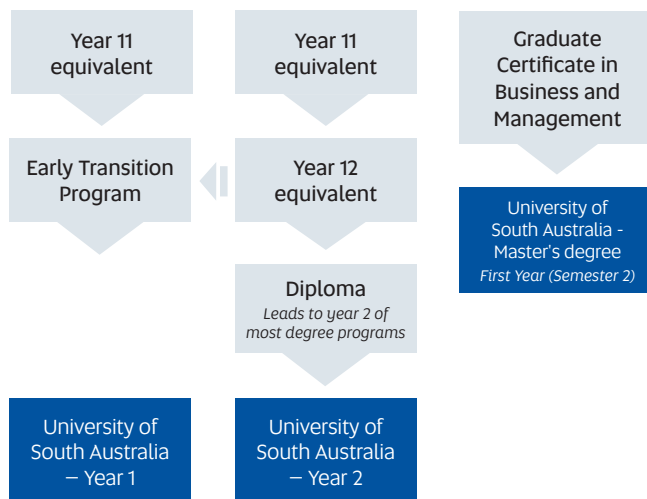 Year 11
equivalent
Year 11
equivalent
Graduate
Certificate in
Business and
Management
Early Transition
Program
Year 12
equivalent
University of
South Australia -
Master's degree
First Year (Semester 2)
Diploma
Leads to year 2 of
most degree programs
University of
South Australia
– Year 1
University of
South Australia
– Year 2